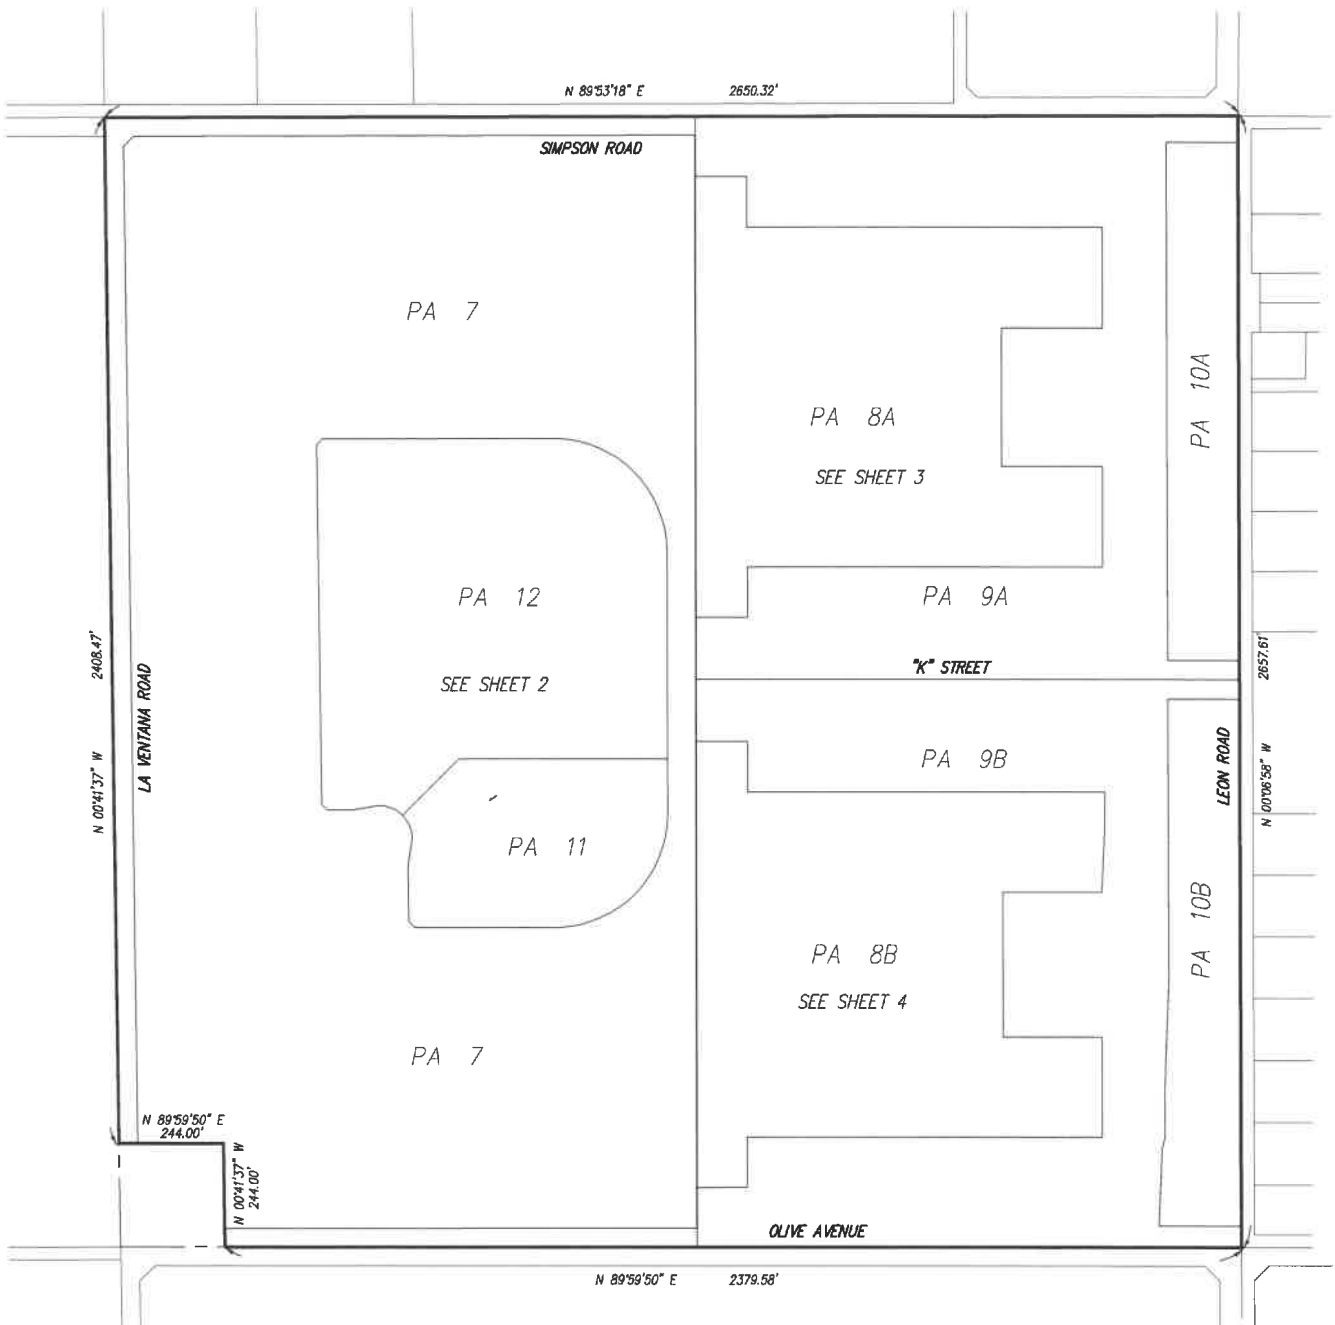 N 89°53'18" E 2650.32'
SIMPSON ROAD
PA 7
PA 8A
SEE SHEET 3
PA 10A
PA 12
SEE SHEET 2
PA 9A
"K" STREET
N 00°41'37" W 2408.47'
LA VENTANA ROAD
LEON ROAD
N 00°06'58" W 2657.61'
PA 9B
PA 11
PA 8B
SEE SHEET 4
PA 10B
PA 7
N 89°59'50" E
244.00'
N 00°41'37" W
244.00'
OLIVE AVENUE
N 89°59'50" E 2379.58'